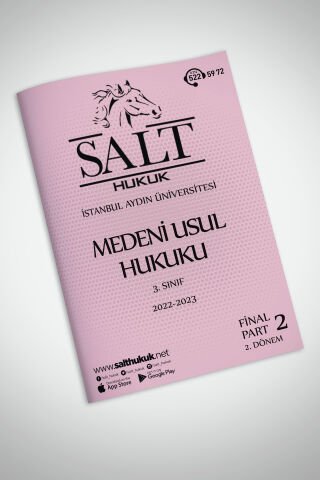 522 59 72
SALT
HUKUK
İSTANBUL AYDIN ÜNİVERSİTESİ
MEDENİ USUL
HUKUKU
3. SINIF
2022-2023
FİNAL
PART 2
2. DÖNEM
www.salthukuk.net
App Store
Google Play